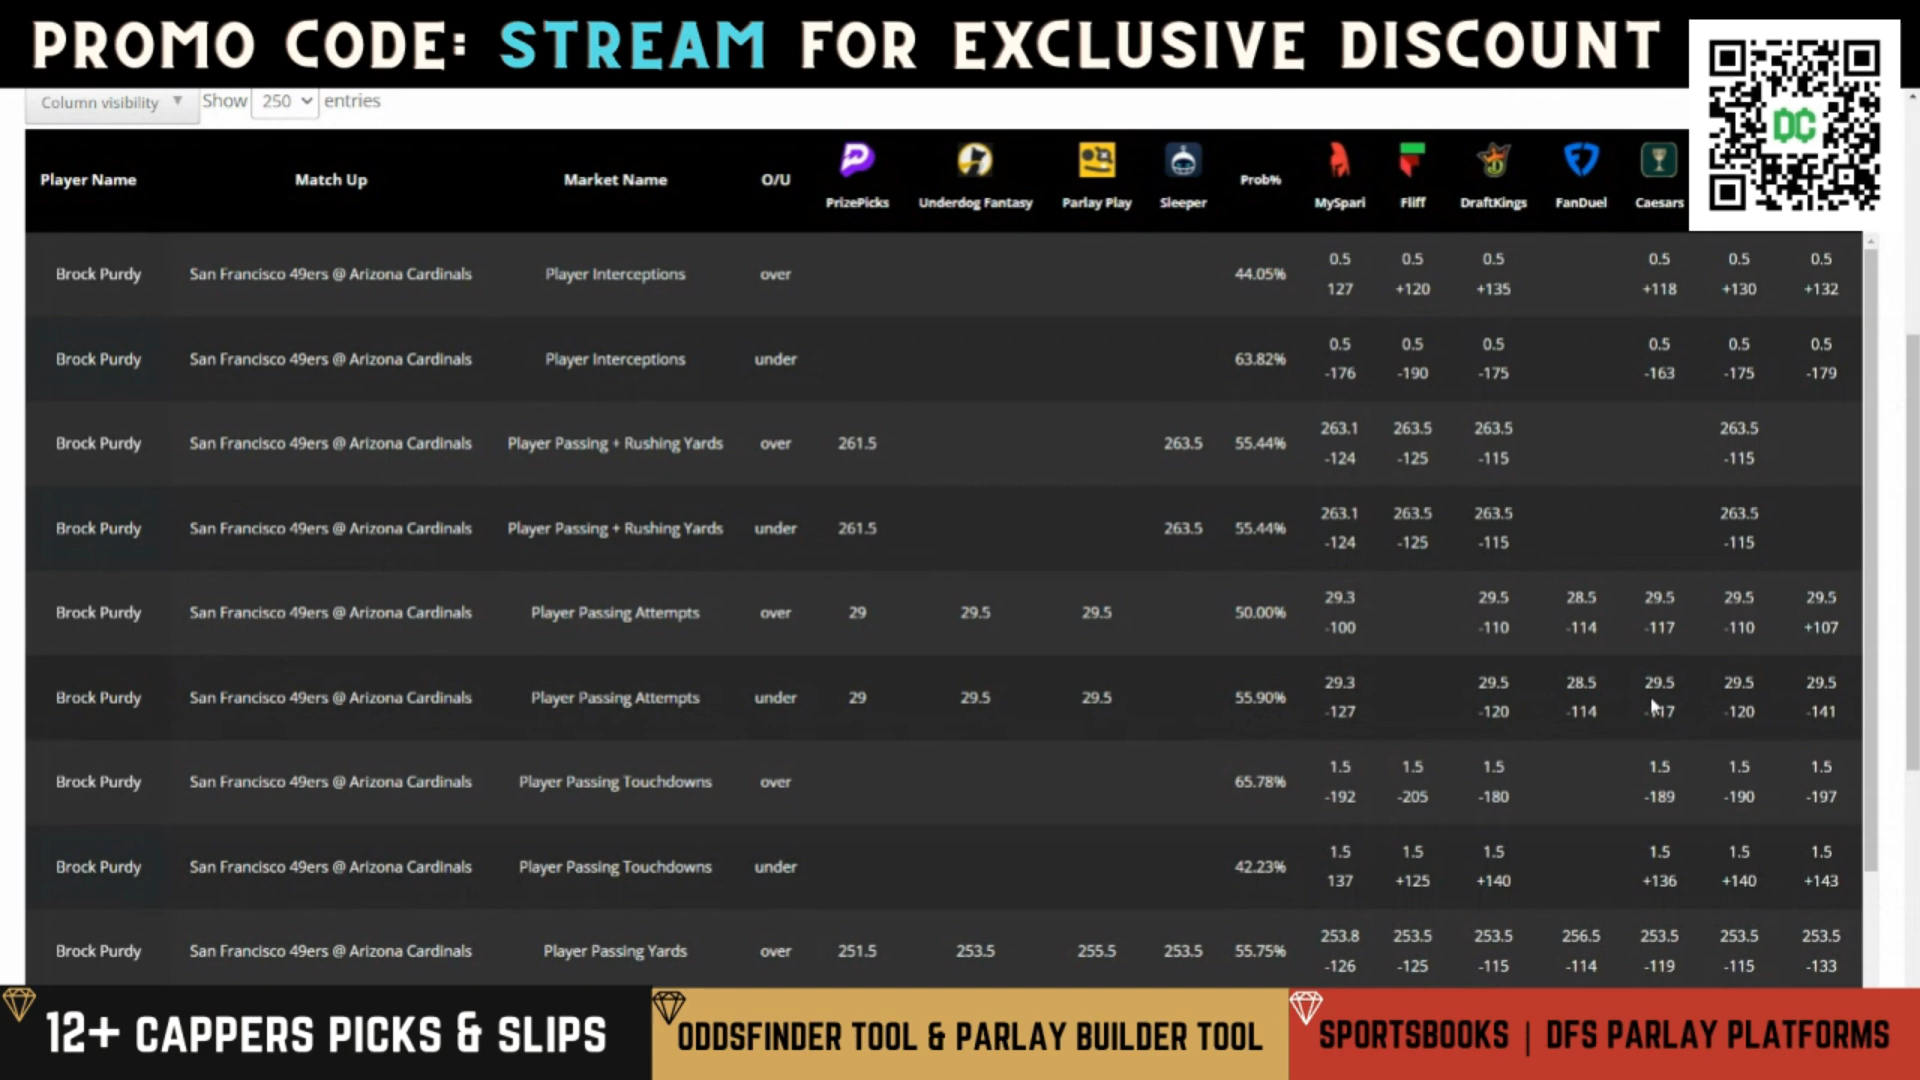 PROMO CODE: STREAM FOR EXCLUSIVE DISCOUNT
DC
Column visibility ▼ Show 250 entries
Player Name Match Up Market Name O/U PrizePicks Underdog Fantasy Parlay Play Sleeper Prob% MySpari Fliff DraftKings FanDuel Caesars
Brock Purdy San Francisco 49ers @ Arizona Cardinals Player Interceptions over 44.05% 0.5 0.5 0.5 0.5 0.5 0.5
127 +120 +135 +118 +130 +132
Brock Purdy San Francisco 49ers @ Arizona Cardinals Player Interceptions under 63.82% 0.5 0.5 0.5 0.5 0.5 0.5
-176 -190 -175 -163 -175 -179
Brock Purdy San Francisco 49ers @ Arizona Cardinals Player Passing + Rushing Yards over 261.5 263.5 55.44% 263.1 263.5 263.5 263.5
-124 -125 -115 -115
Brock Purdy San Francisco 49ers @ Arizona Cardinals Player Passing + Rushing Yards under 261.5 263.5 55.44% 263.1 263.5 263.5 263.5
-124 -125 -115 -115
Brock Purdy San Francisco 49ers @ Arizona Cardinals Player Passing Attempts over 29 29.5 29.5 50.00% 29.3 29.5 28.5 29.5 29.5 29.5
-100 -110 -114 -117 -110 +107
Brock Purdy San Francisco 49ers @ Arizona Cardinals Player Passing Attempts under 29 29.5 29.5 55.90% 29.3 29.5 28.5 29.5 29.5 29.5
-127 -120 -114 -117 -120 -141
Brock Purdy San Francisco 49ers @ Arizona Cardinals Player Passing Touchdowns over 65.78% 1.5 1.5 1.5 1.5 1.5 1.5
-192 -205 -180 -189 -190 -197
Brock Purdy San Francisco 49ers @ Arizona Cardinals Player Passing Touchdowns under 42.23% 1.5 1.5 1.5 1.5 1.5 1.5
137 +125 +140 +136 +140 +143
Brock Purdy San Francisco 49ers @ Arizona Cardinals Player Passing Yards over 251.5 253.5 255.5 253.5 55.75% 253.8 253.5 253.5 256.5 253.5 253.5 253.5
-126 -125 -115 -114 -119 -115 -133
12+ CAPPERS PICKS & SLIPS
ODDSFINDER TOOL & PARLAY BUILDER TOOL
SPORTSBOOKS | DFS PARLAY PLATFORMS